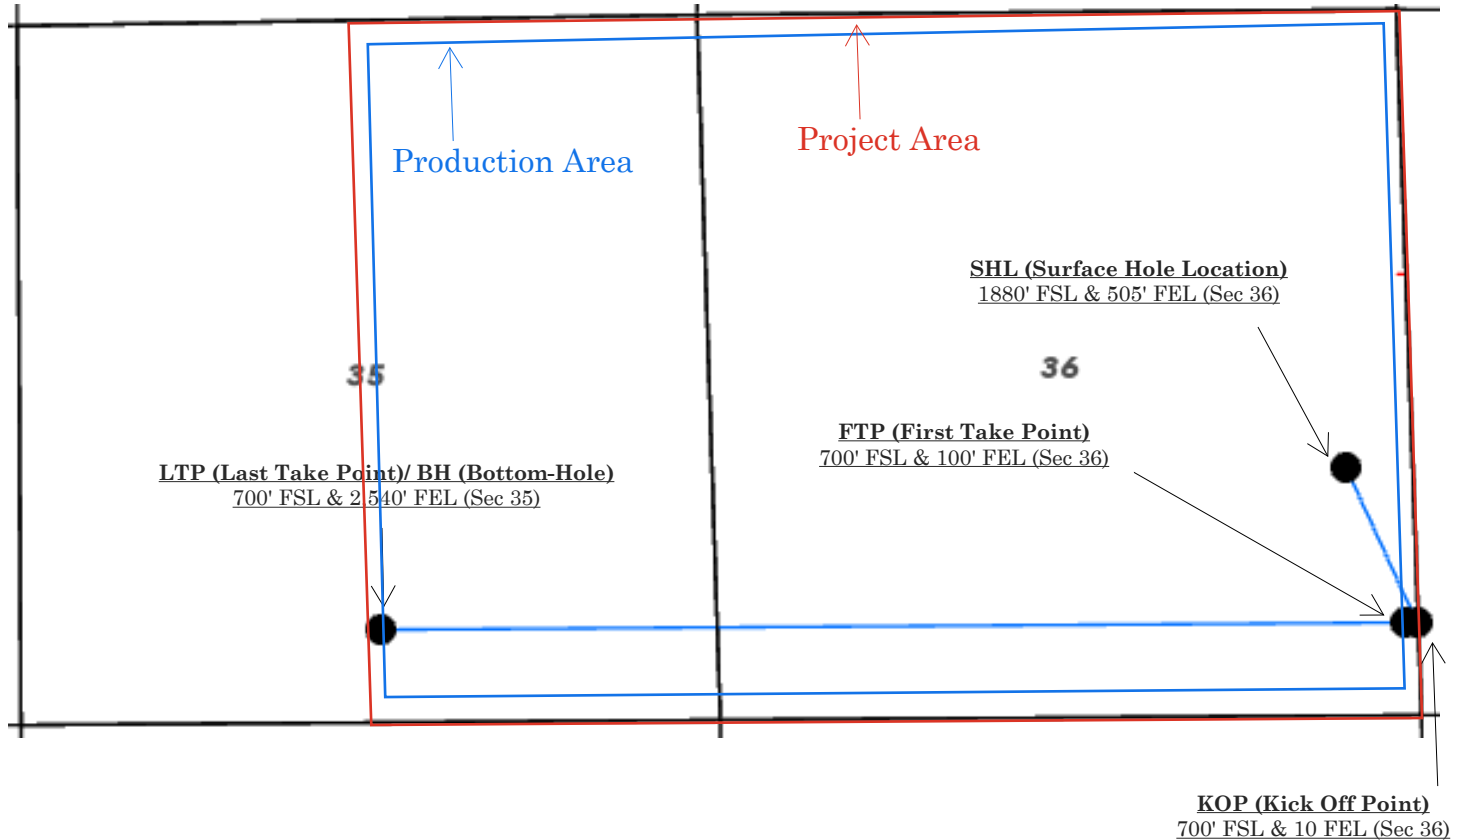 Project Area
Production Area
SHL (Surface Hole Location)
1880' FSL & 505' FEL (Sec 36)
35
36
FTP (First Take Point)
700' FSL & 100' FEL (Sec 36)
LTP (Last Take Point)/ BH (Bottom-Hole)
700' FSL & 2,540' FEL (Sec 35)
KOP (Kick Off Point)
700' FSL & 10 FEL (Sec 36)